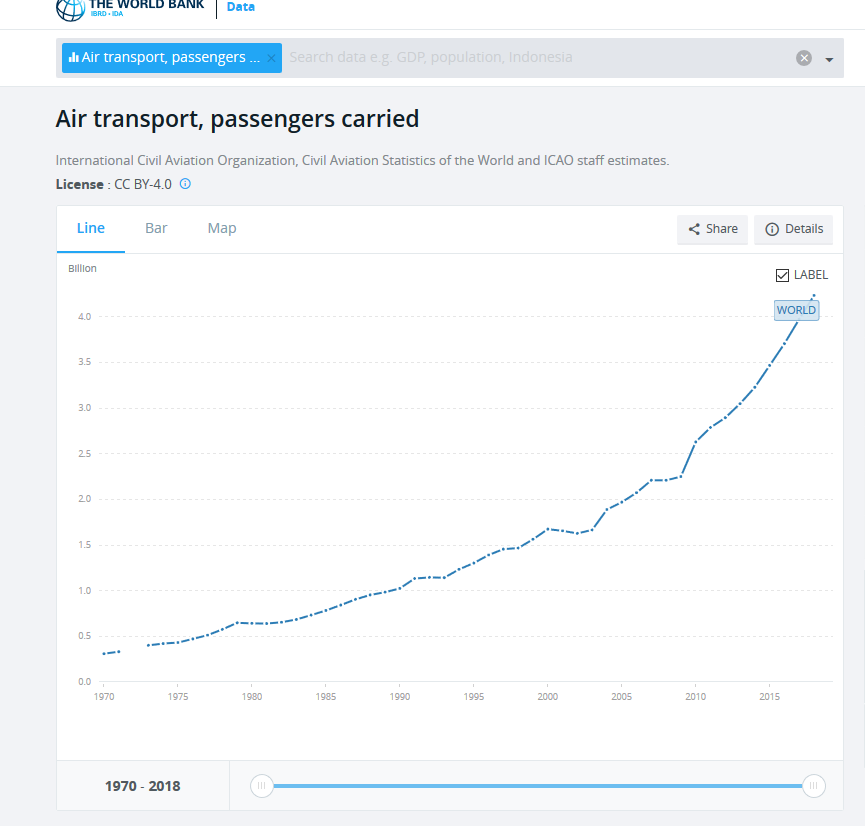 THE WORLD BANK
IBRD • IDA
Data
Air transport, passengers ... × Search data e.g. GDP, population, Indonesia
Air transport, passengers carried
International Civil Aviation Organization, Civil Aviation Statistics of the World and ICAO staff estimates.
License : CC BY-4.0
Line Bar Map Share Details
Billion
LABEL
WORLD
4.0
3.5
3.0
2.5
2.0
1.5
1.0
0.5
0.0
1970 1975 1980 1985 1990 1995 2000 2005 2010 2015
1970 - 2018